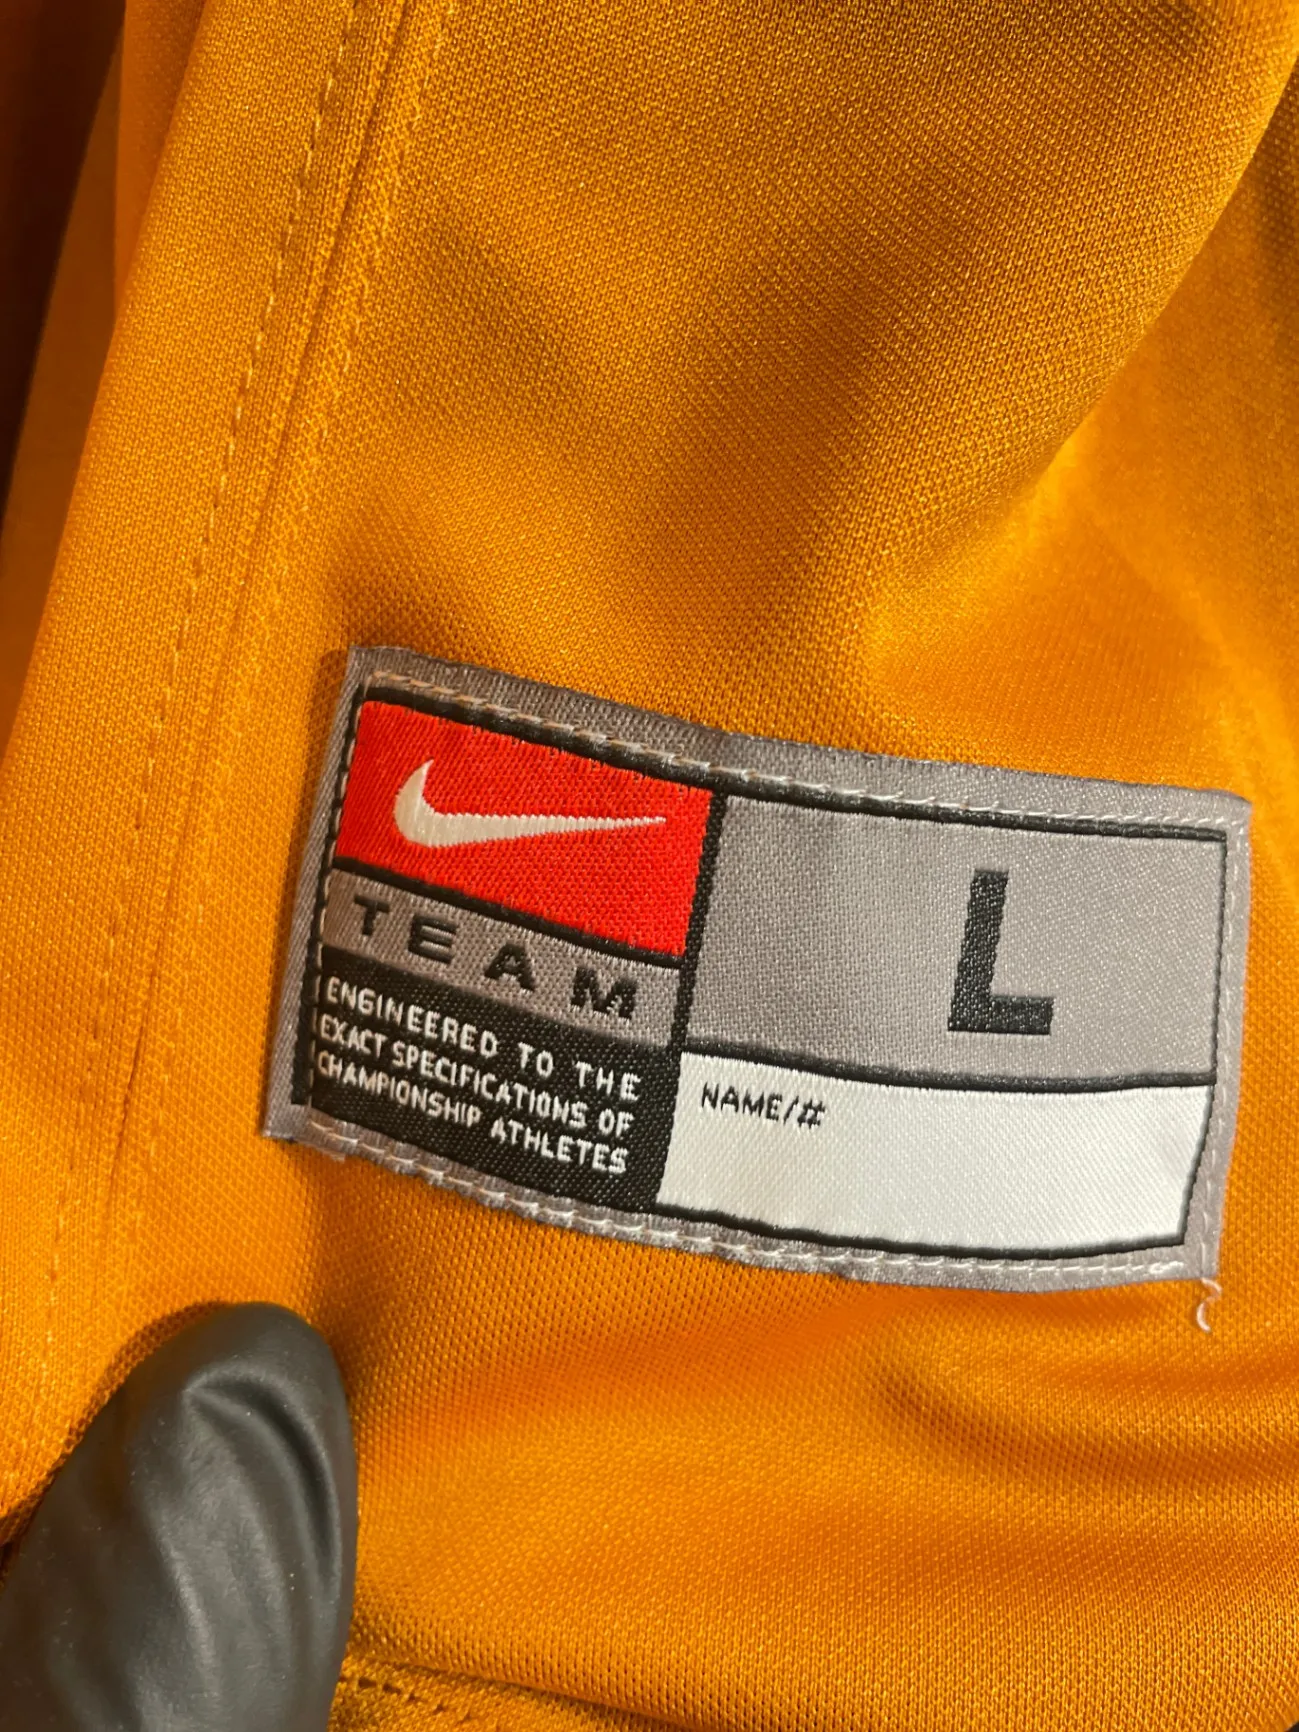 TEAM
ENGINEERED TO THE
EXACT SPECIFICATIONS OF
CHAMPIONSHIP ATHLETES
L
NAME/#